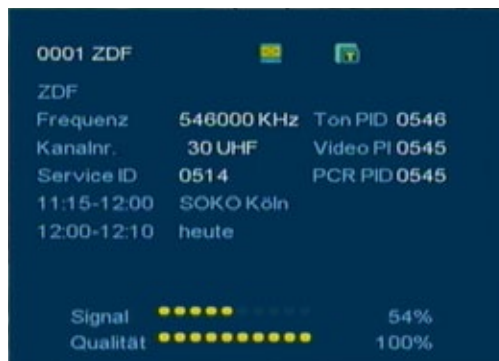 0001 ZDF
ZDF
Frequenz 546000 KHz Ton PID 0546
Kanalnr. 30 UHF Video PI 0545
Service ID 0514 PCR PID 0545
11:15-12:00 SOKO Köln
12:00-12:10 heute
Signal 54%
Qualität 100%